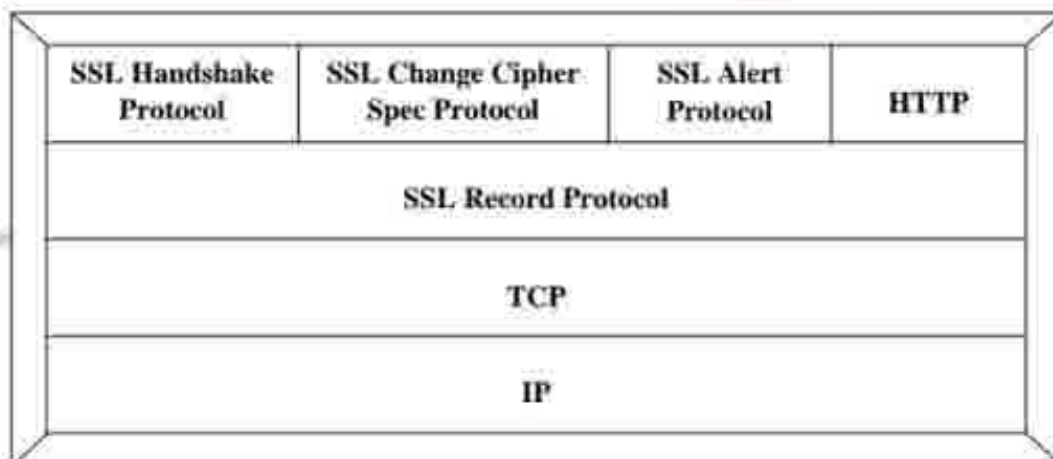 SSL Handshake
Protocol
SSL Change Cipher
Spec Protocol
SSL Alert
Protocol
HTTP
SSL Record Protocol
TCP
IP